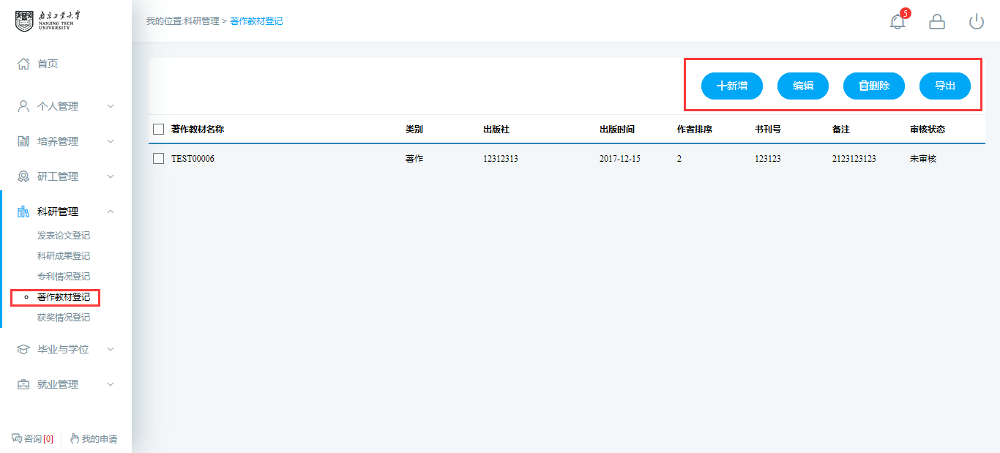 南京工业大学
NANJING TECH
UNIVERSITY
我的位置:科研管理 > 著作教材登记
5
首页
个人管理
培养管理
研工管理
科研管理
发表论文登记
科研成果登记
专利情况登记
著作教材登记
获奖情况登记
毕业与学位
就业管理
咨询[0] 我的申请
新增 编辑 删除 导出
著作教材名称 类别 出版社 出版时间 作者排序 书刊号 备注 审核状态
TEST00006 著作 12312313 2017-12-15 2 123123 2123123123 未审核